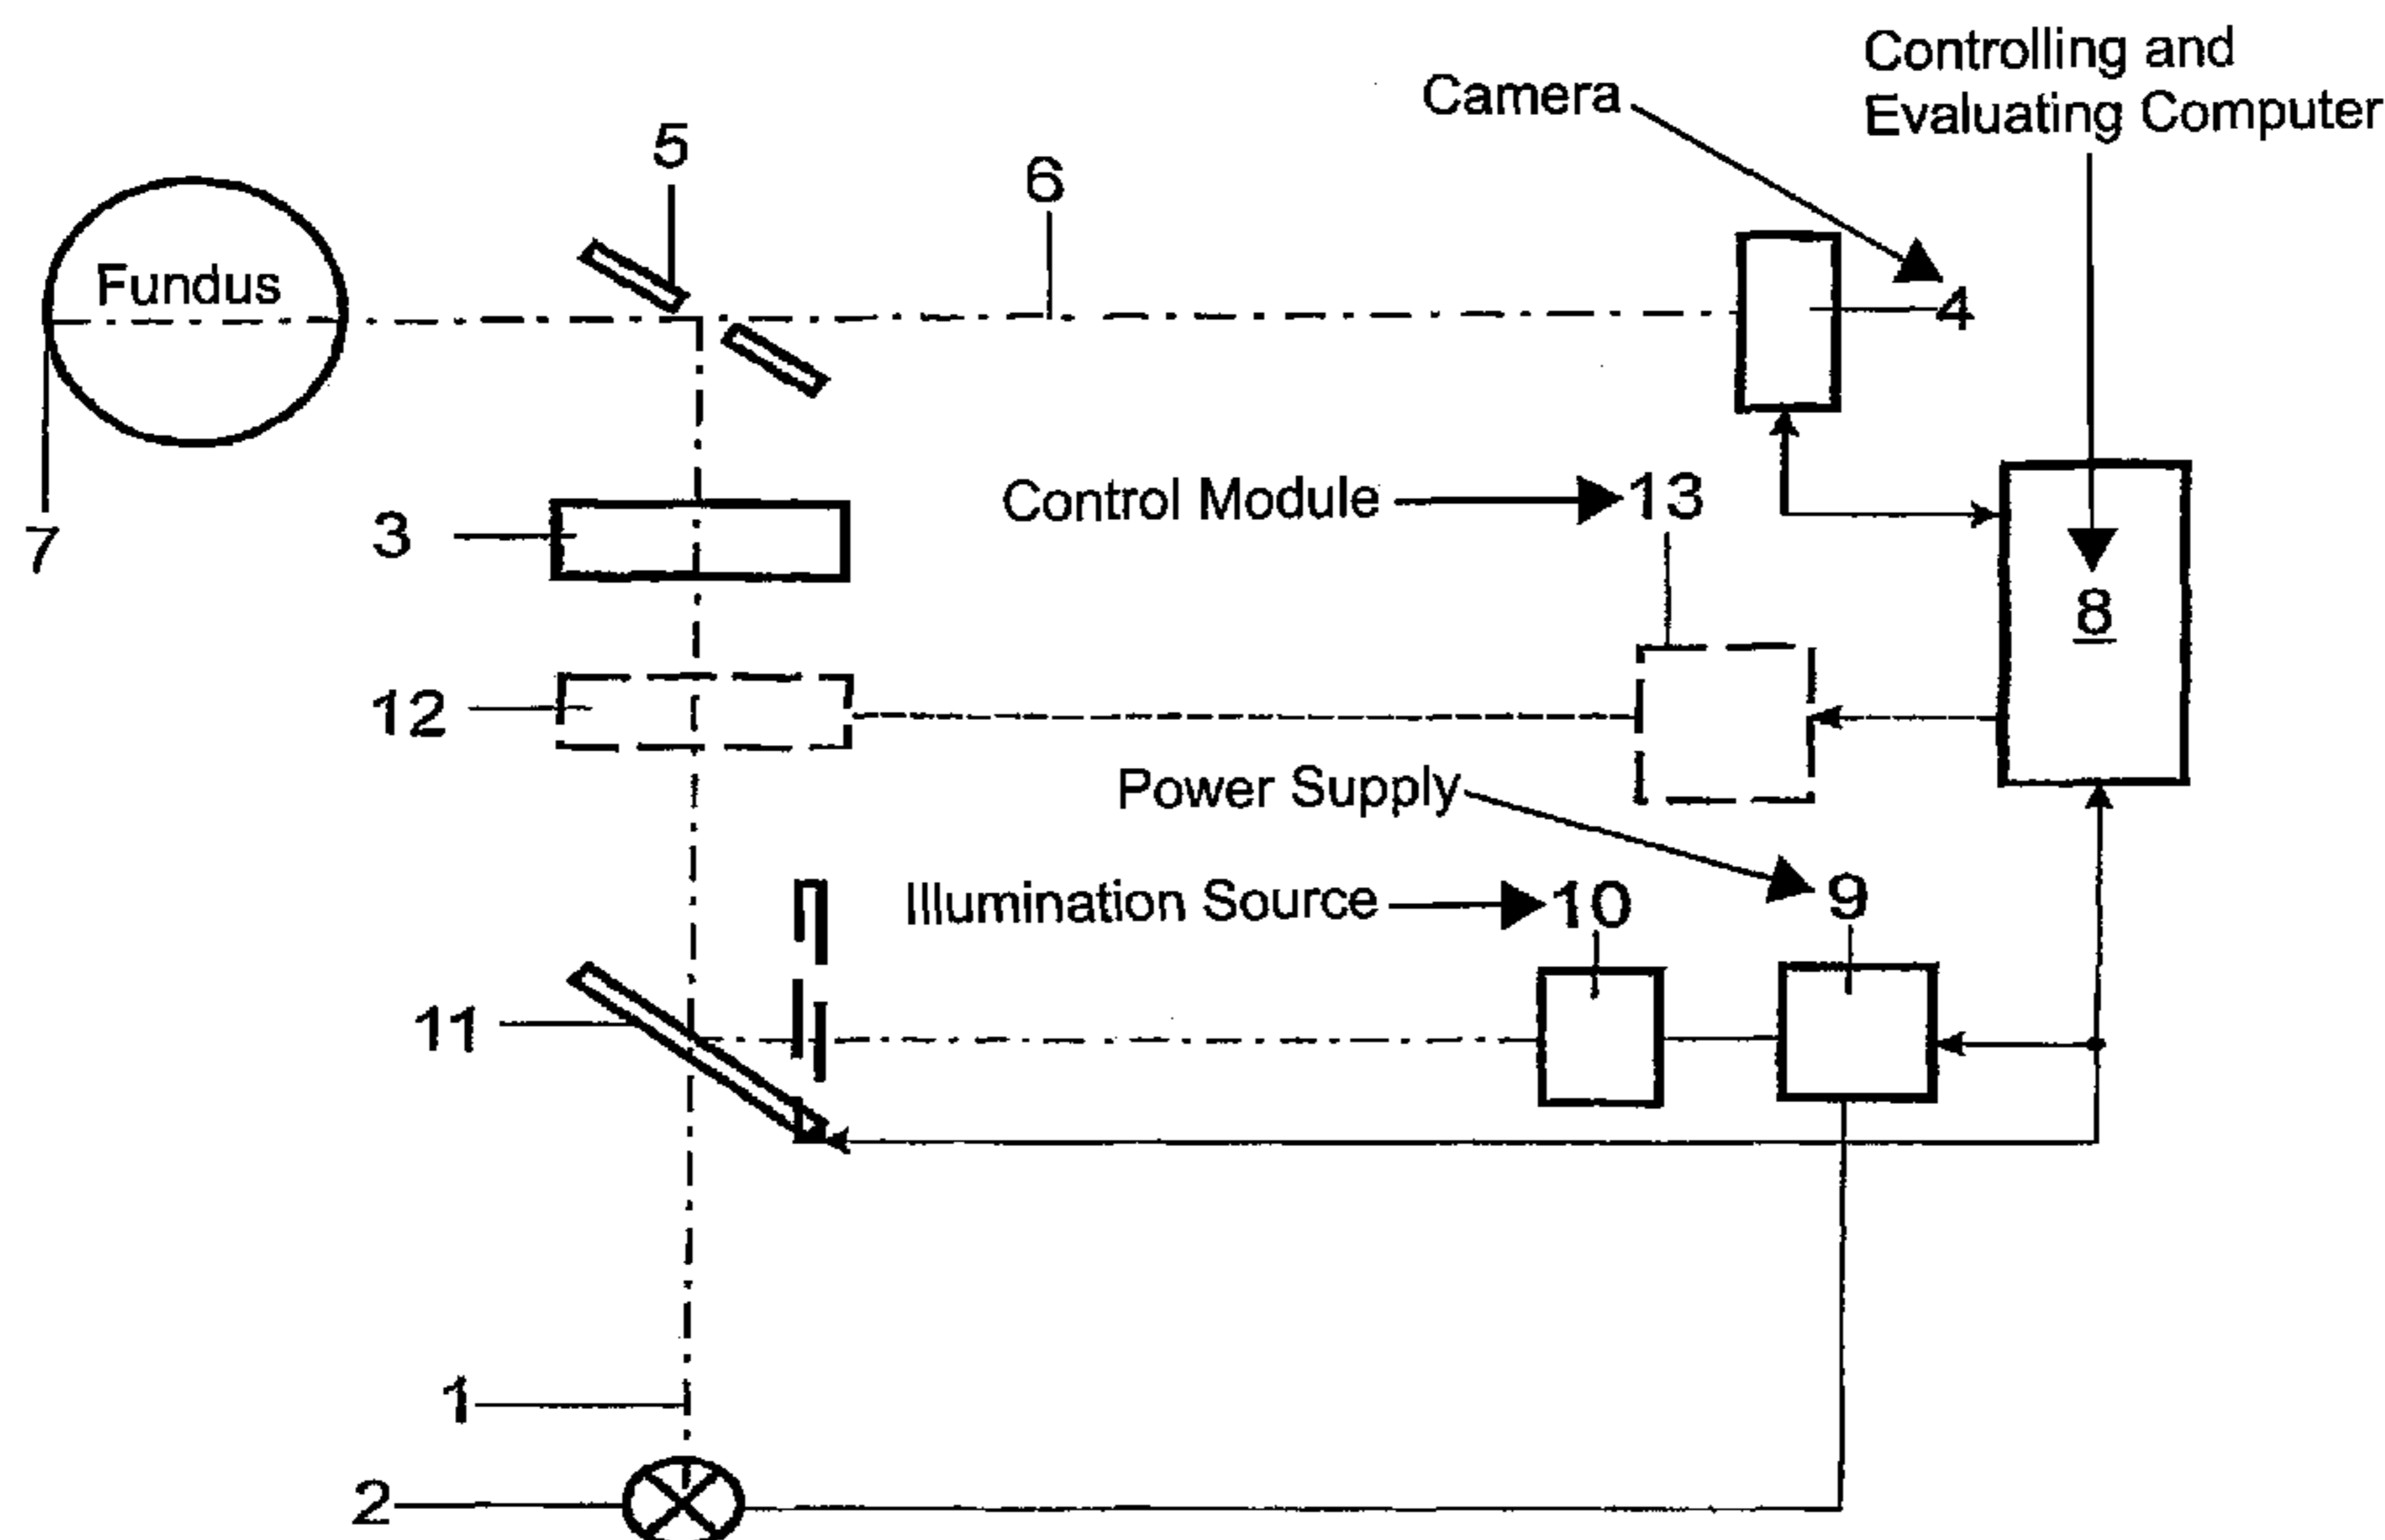 Controlling and
Evaluating Computer
Camera
5
6
Fundus
4
7
3
Control Module
13
8
12
Power Supply
Illumination Source
10
9
11
1
2